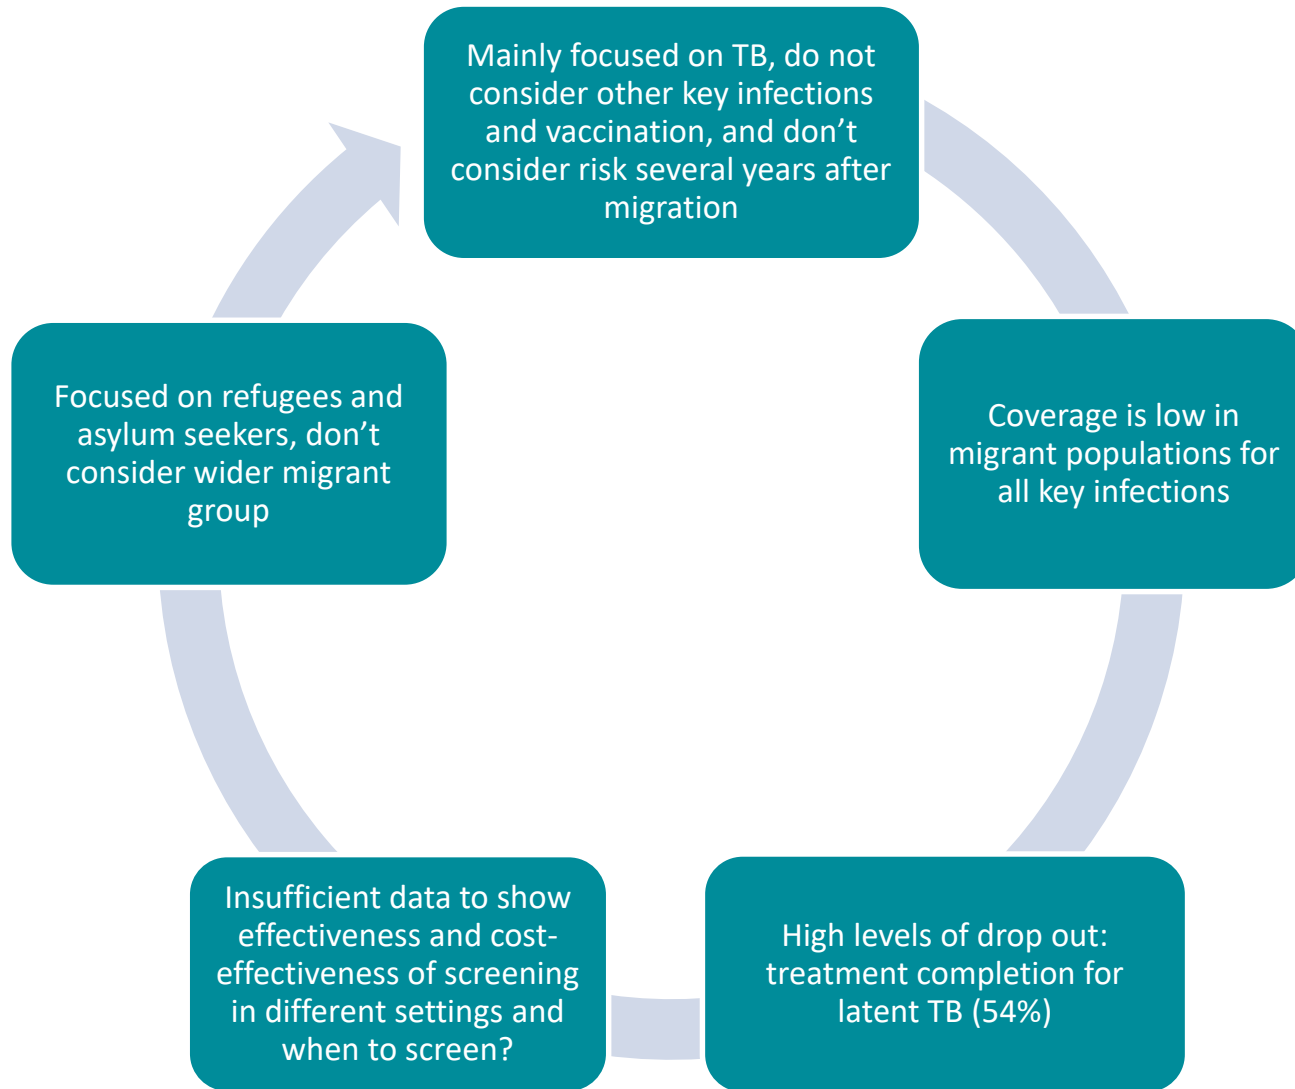 Mainly focused on TB, do not
consider other key infections
and vaccination, and don’t
consider risk several years after
migration
Coverage is low in
migrant populations for
all key infections
High levels of drop out:
treatment completion for
latent TB (54%)
Insufficient data to show
effectiveness and cost-
effectiveness of screening
in different settings and
when to screen?
Focused on refugees and
asylum seekers, don’t
consider wider migrant
group